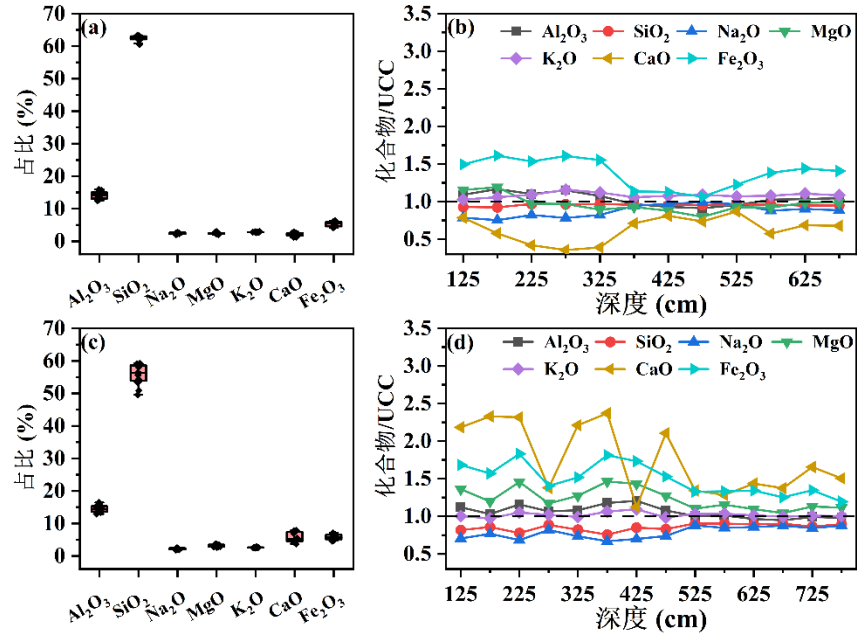 (a)
占比 (%)
70
60
50
40
30
20
10
0
Al₂O₃ SiO₂ Na₂O MgO K₂O CaO Fe₂O₃
(b)
Al₂O₃ SiO₂ Na₂O MgO
K₂O CaO Fe₂O₃
化合物/UCC
3.5
3.0
2.5
2.0
1.5
1.0
0.5
125 225 325 425 525 625
深度 (cm)
(c)
占比 (%)
70
60
50
40
30
20
10
0
Al₂O₃ SiO₂ Na₂O MgO K₂O CaO Fe₂O₃
(d)
Al₂O₃ SiO₂ Na₂O MgO
K₂O CaO Fe₂O₃
化合物/UCC
3.5
3.0
2.5
2.0
1.5
1.0
0.5
125 225 325 425 525 625 725
深度 (cm)